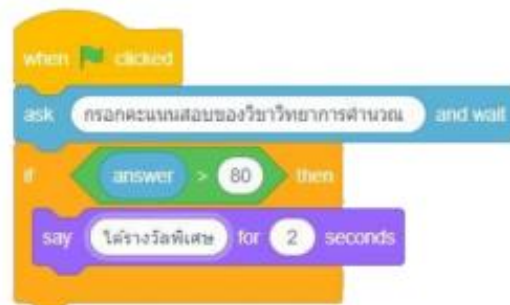 when clicked
ask กรอกคะแนนสอบของวิชาวิทยาการคำนวณ and wait
if answer > 80 then
say ได้รางวัลพิเศษ for 2 seconds